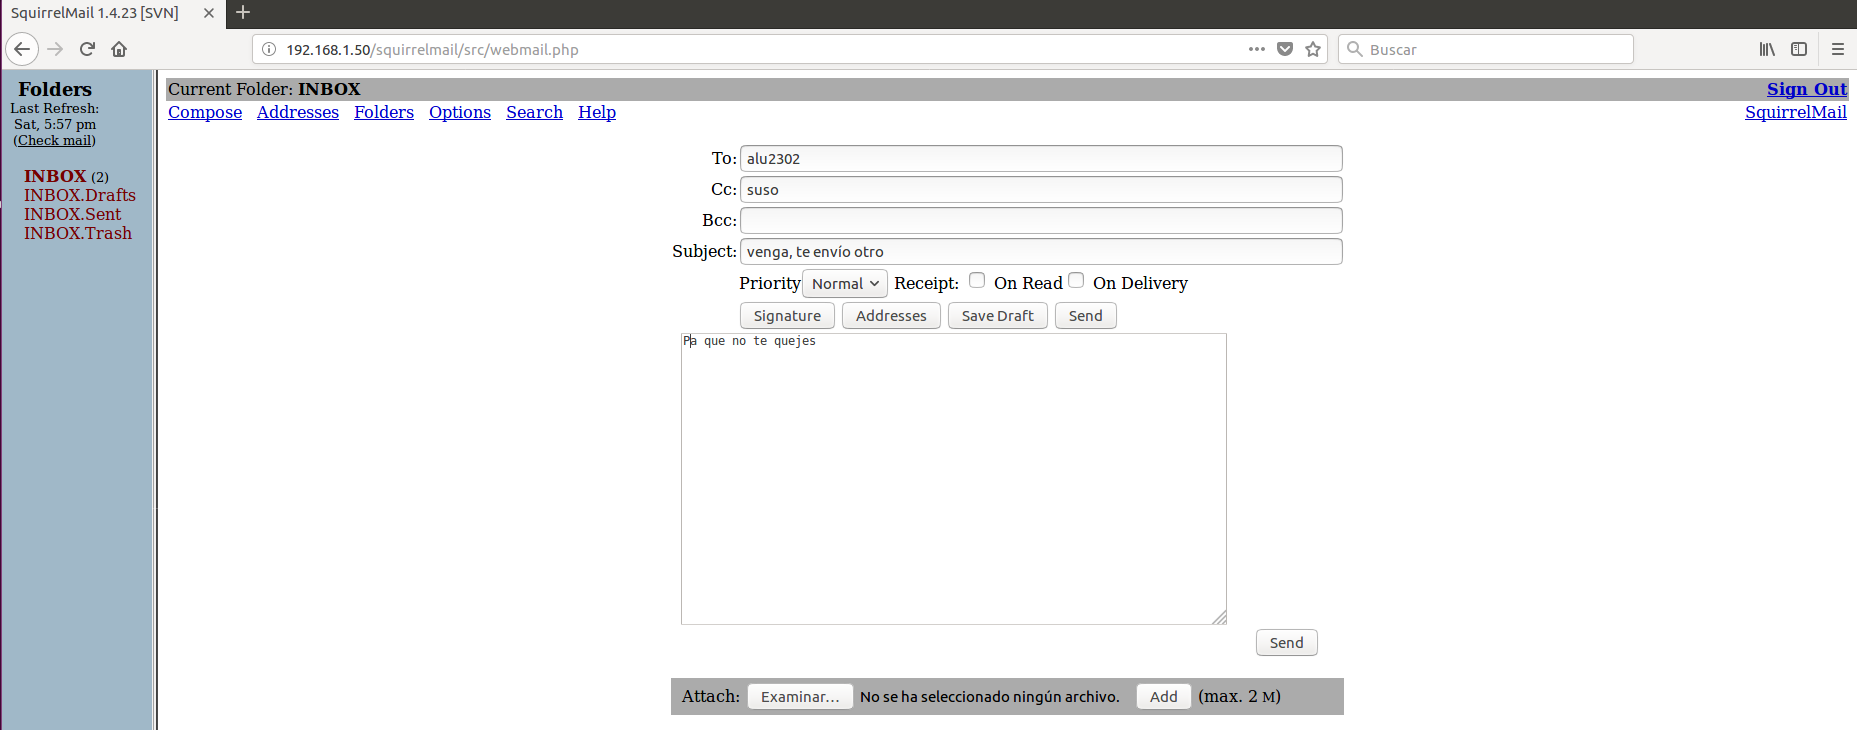 SquirrelMail 1.4.23 [SVN]
192.168.1.50/squirrelmail/src/webmail.php
Buscar
Folders
Last Refresh:
Sat, 5:57 pm
(Check mail)
INBOX (2)
INBOX.Drafts
INBOX.Sent
INBOX.Trash
Current Folder: INBOX
Sign Out
Compose Addresses Folders Options Search Help
SquirrelMail
To: alu2302
Cc: suso
Bcc:
Subject: venga, te envío otro
Priority Normal Receipt: On Read On Delivery
Signature Addresses Save Draft Send
Pa que no te quejes
Send
Attach: Examinar... No se ha seleccionado ningún archivo. Add (max. 2 M)